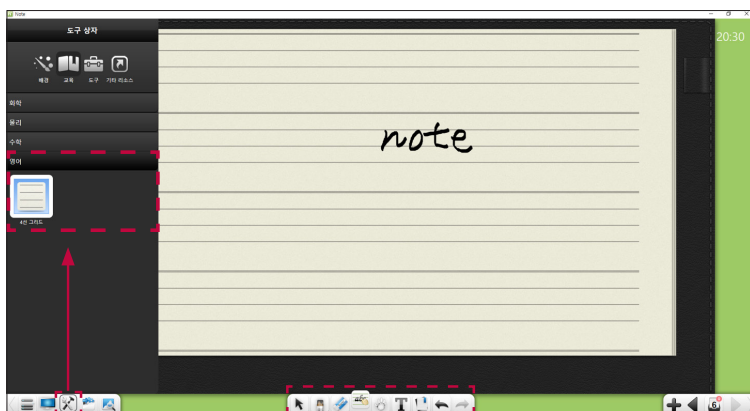 Note
20:30
도구 상자
배경 교육 도구 기타 리소스
화학
물리
수학
영어
note
4선 그리드
T
6